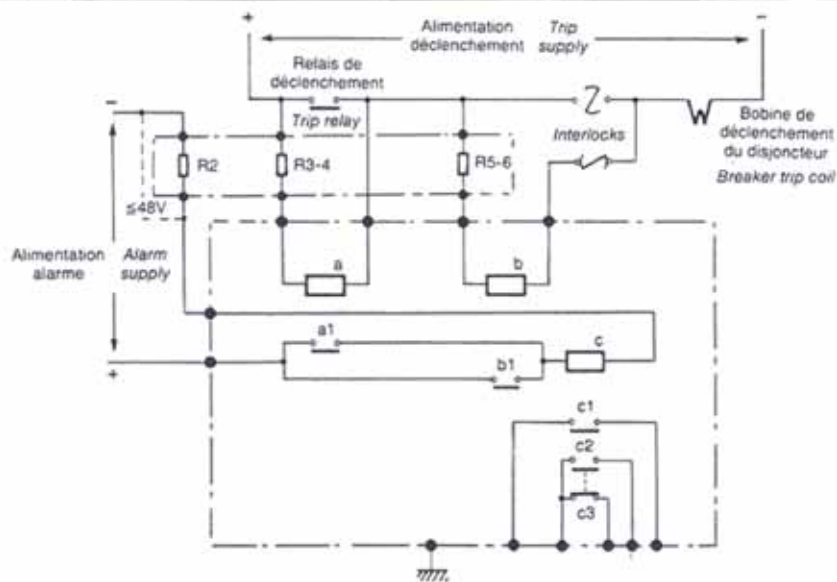 +
-
Alimentation Trip
déclenchement supply
Relais de
déclenchement
Trip relay
-
Interlocks
Bobine de
déclenchement
du disjoncteur
Breaker trip coil
R2
R3-4
R5-6
≤48V
Alimentation Alarm
alarme supply
a
b
a1
c
b1
+
c1
c2
c3